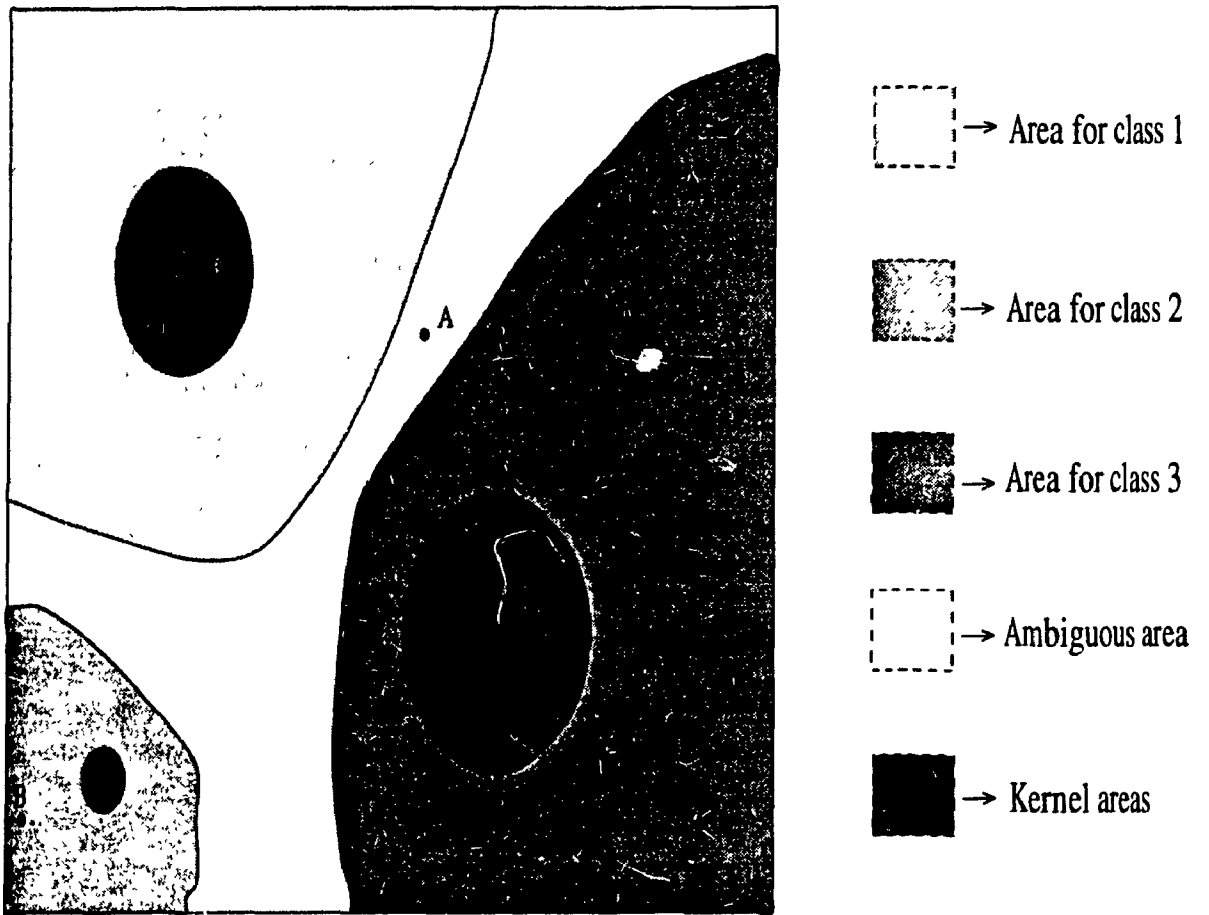 A
→ Area for class 1
→ Area for class 2
→ Area for class 3
→ Ambiguous area
→ Kernel areas